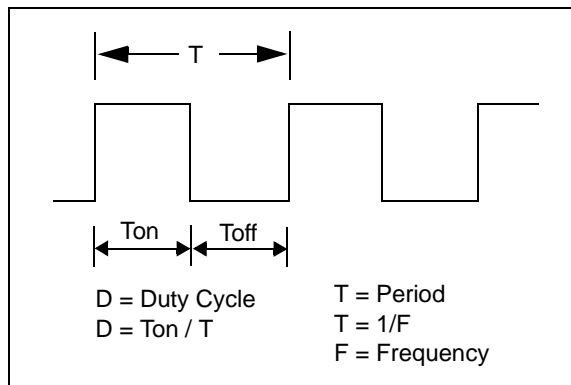 T
Ton
Toff
D = Duty Cycle
D = Ton / T
T = Period
T = 1/F
F = Frequency